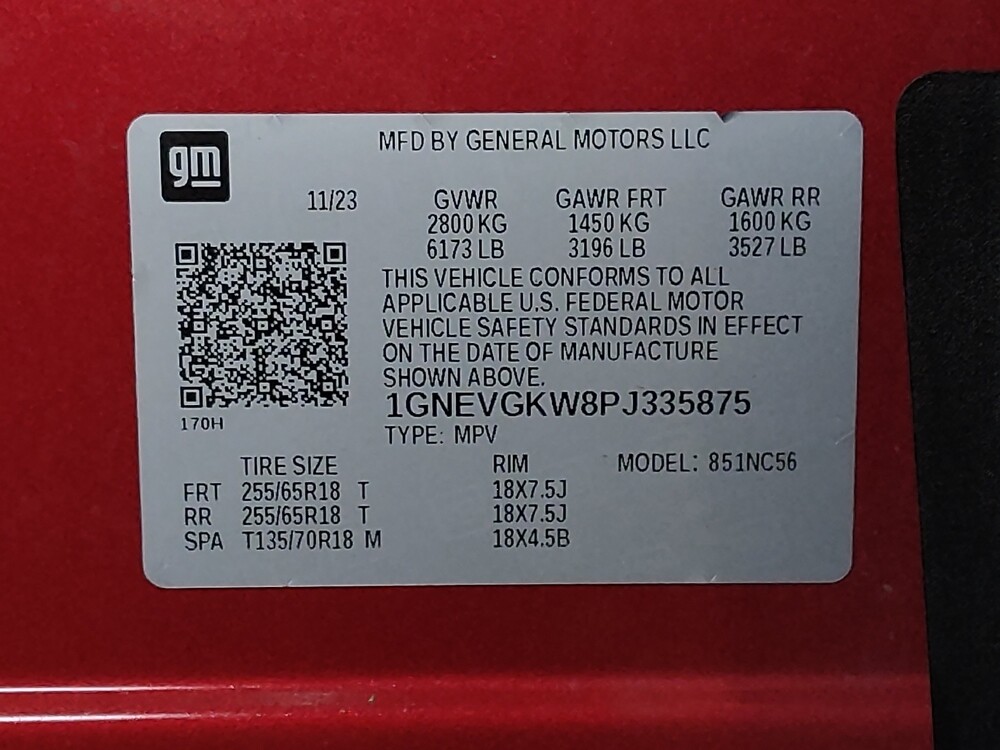 gm
MFD BY GENERAL MOTORS LLC
11/23 GVWR GAWR FRT GAWR RR
2800 KG 1450 KG 1600 KG
6173 LB 3196 LB 3527 LB
THIS VEHICLE CONFORMS TO ALL
APPLICABLE U.S. FEDERAL MOTOR
VEHICLE SAFETY STANDARDS IN EFFECT
ON THE DATE OF MANUFACTURE
SHOWN ABOVE.
1GNEVGKW8PJ335875
170H
TYPE: MPV
TIRE SIZE RIM MODEL: 851NC56
FRT 255/65R18 T 18X7.5J
RR 255/65R18 T 18X7.5J
SPA T135/70R18 M 18X4.5B